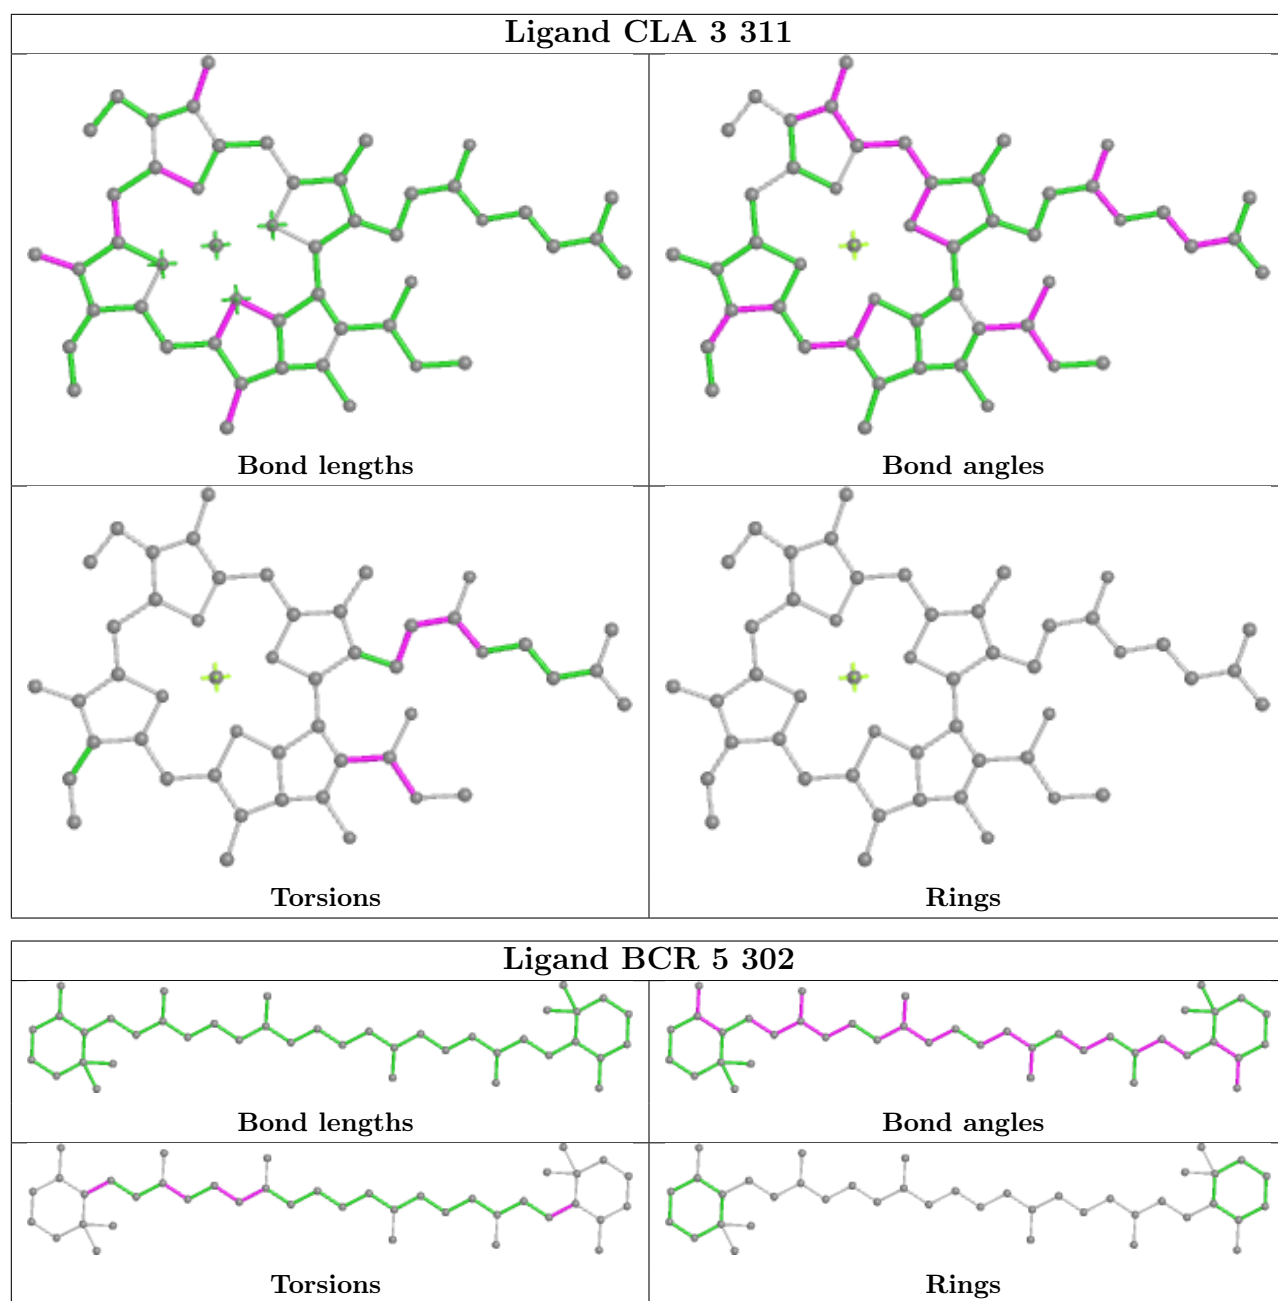 Ligand CLA 3 311
Bond lengths
Bond angles
Torsions
Rings
Ligand BCR 5 302
Bond lengths
Bond angles
Torsions
Rings